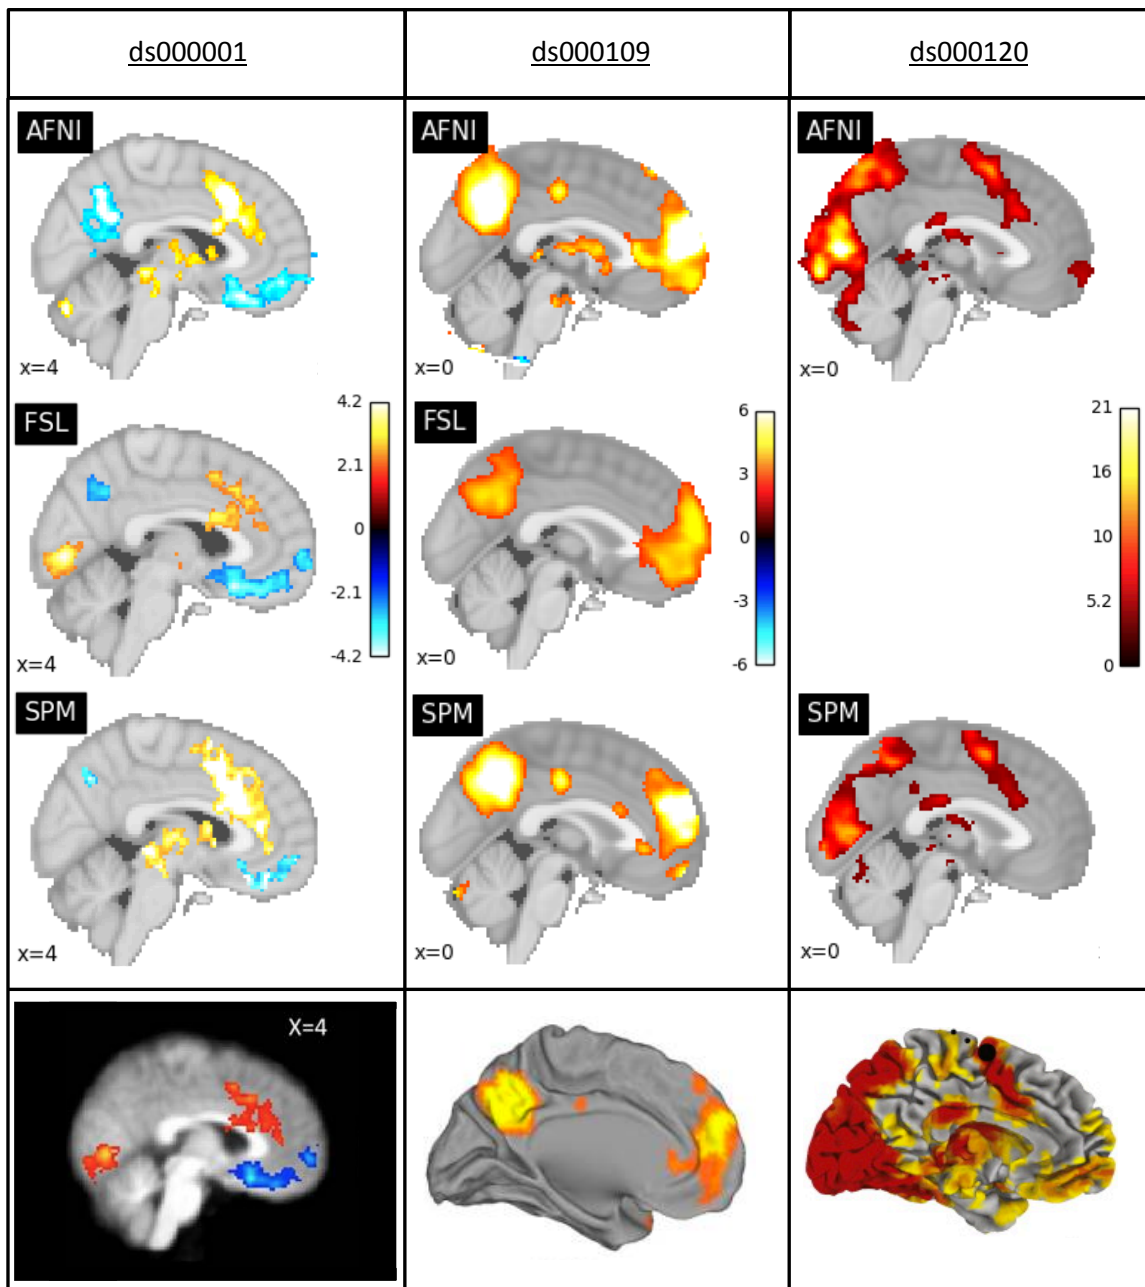 ds000001
ds000109
ds000120
AFNI
x=4
AFNI
x=0
AFNI
x=0
FSL
x=4
4.2
2.1
0
-2.1
-4.2
FSL
x=0
6
3
0
-3
-6
21
16
10
5.2
0
SPM
x=4
SPM
x=0
SPM
x=0
X=4